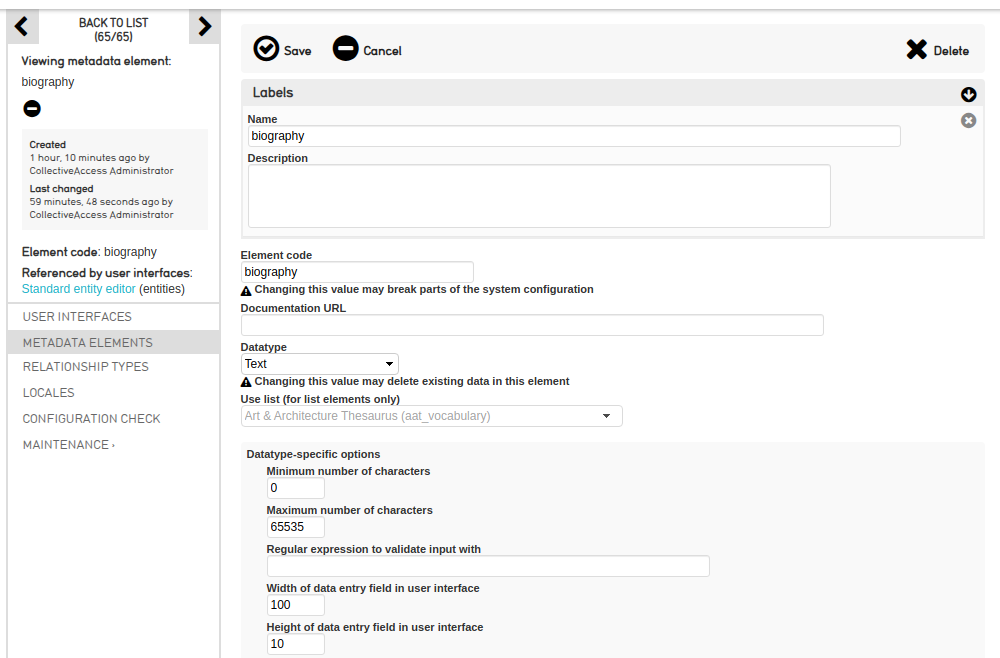 BACK TO LIST
(65/65)
Viewing metadata element:
biography
Created
1 hour, 10 minutes ago by
CollectiveAccess Administrator
Last changed
59 minutes, 48 seconds ago by
CollectiveAccess Administrator
Element code: biography
Referenced by user interfaces:
Standard entity editor (entities)
USER INTERFACES
METADATA ELEMENTS
RELATIONSHIP TYPES
LOCALES
CONFIGURATION CHECK
MAINTENANCE ›
Save Cancel Delete
Labels
Name
biography
Description
Element code
biography
Changing this value may break parts of the system configuration
Documentation URL
Datatype
Text
Changing this value may delete existing data in this element
Use list (for list elements only)
Art & Architecture Thesaurus (aat_vocabulary)
Datatype-specific options
Minimum number of characters
0
Maximum number of characters
65535
Regular expression to validate input with
Width of data entry field in user interface
100
Height of data entry field in user interface
10